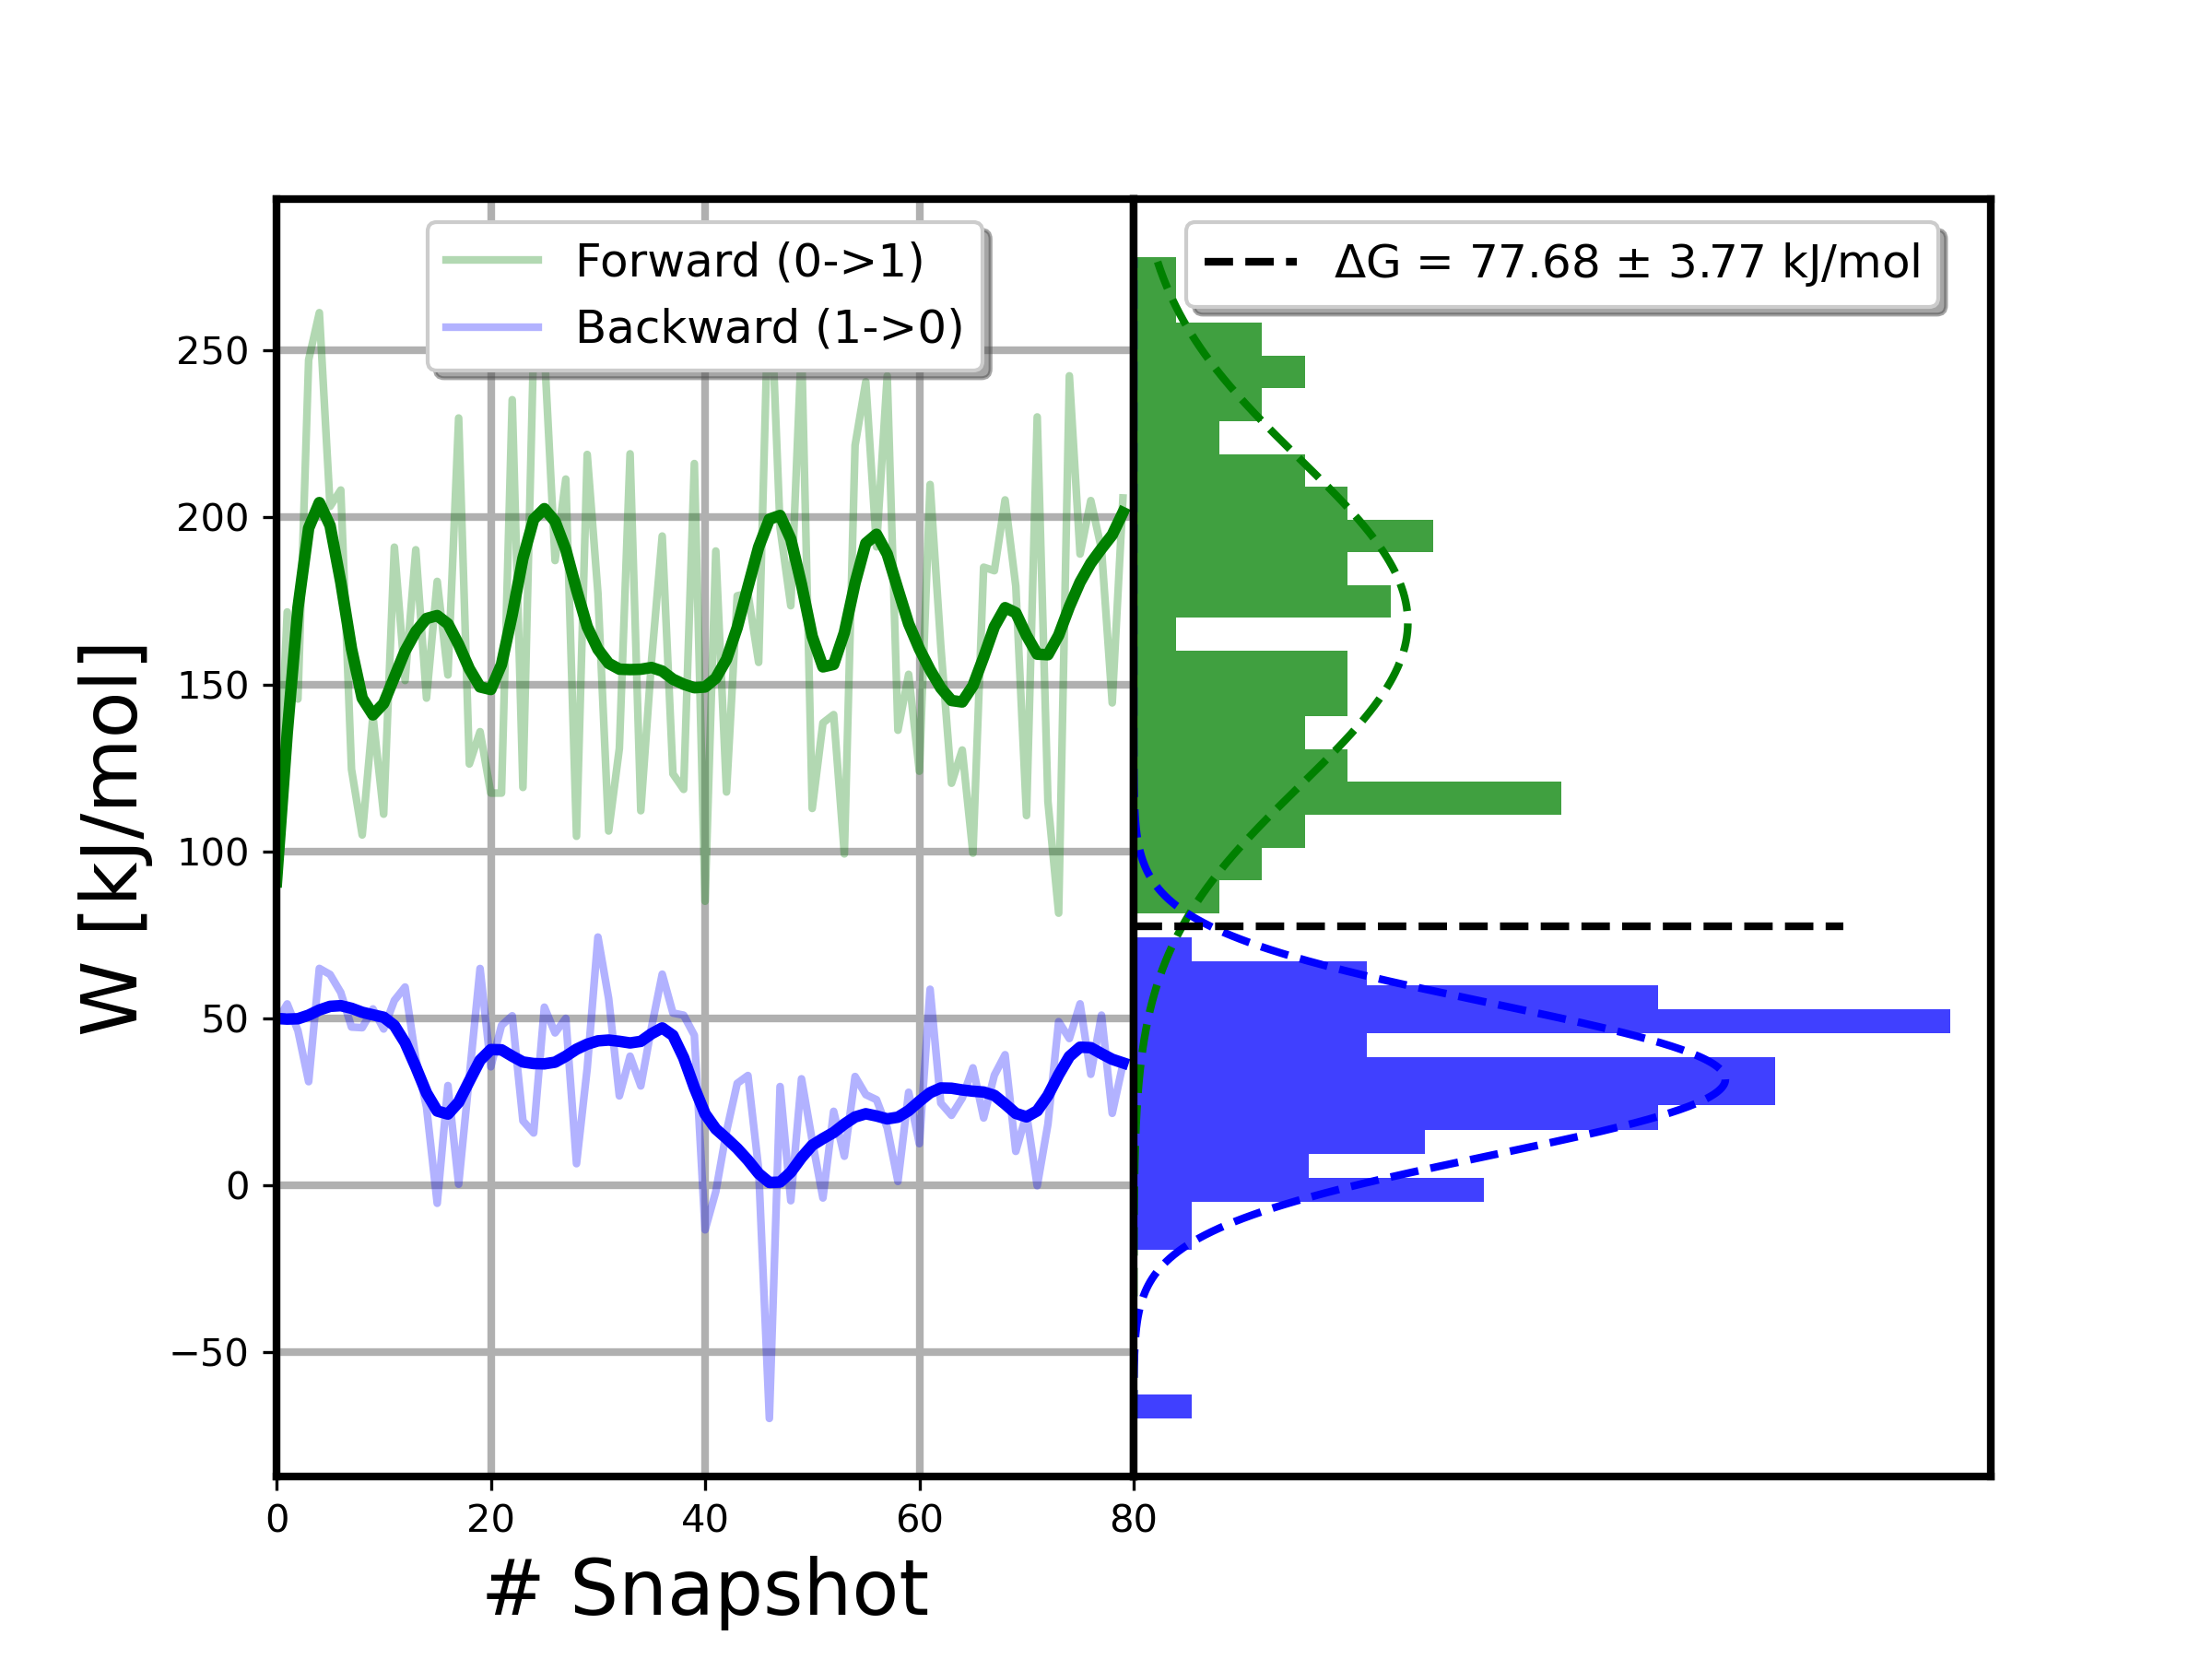 Forward (0->1)
Backward (1->0)
ΔG = 77.68 ± 3.77 kJ/mol
W [kJ/mol]
250
200
150
100
50
0
−50
0 20 40 60 80
# Snapshot